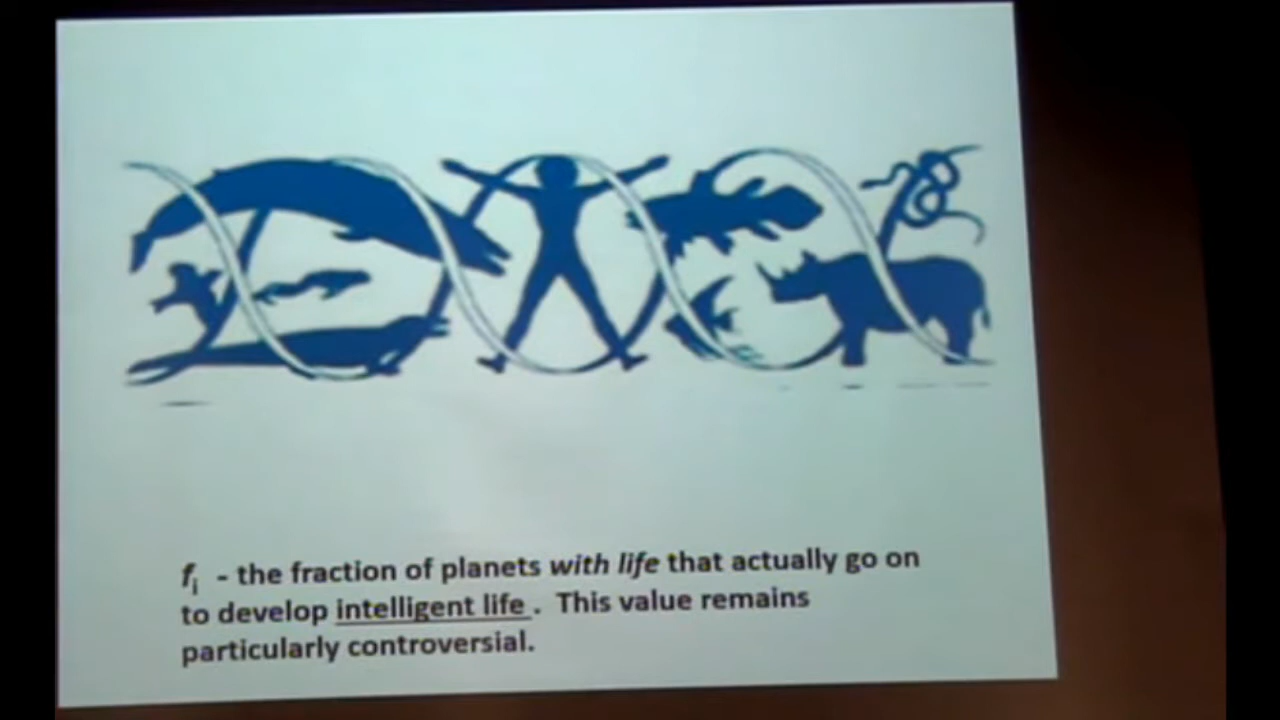 fi - the fraction of planets with life that actually go on
to develop intelligent life . This value remains
particularly controversial.